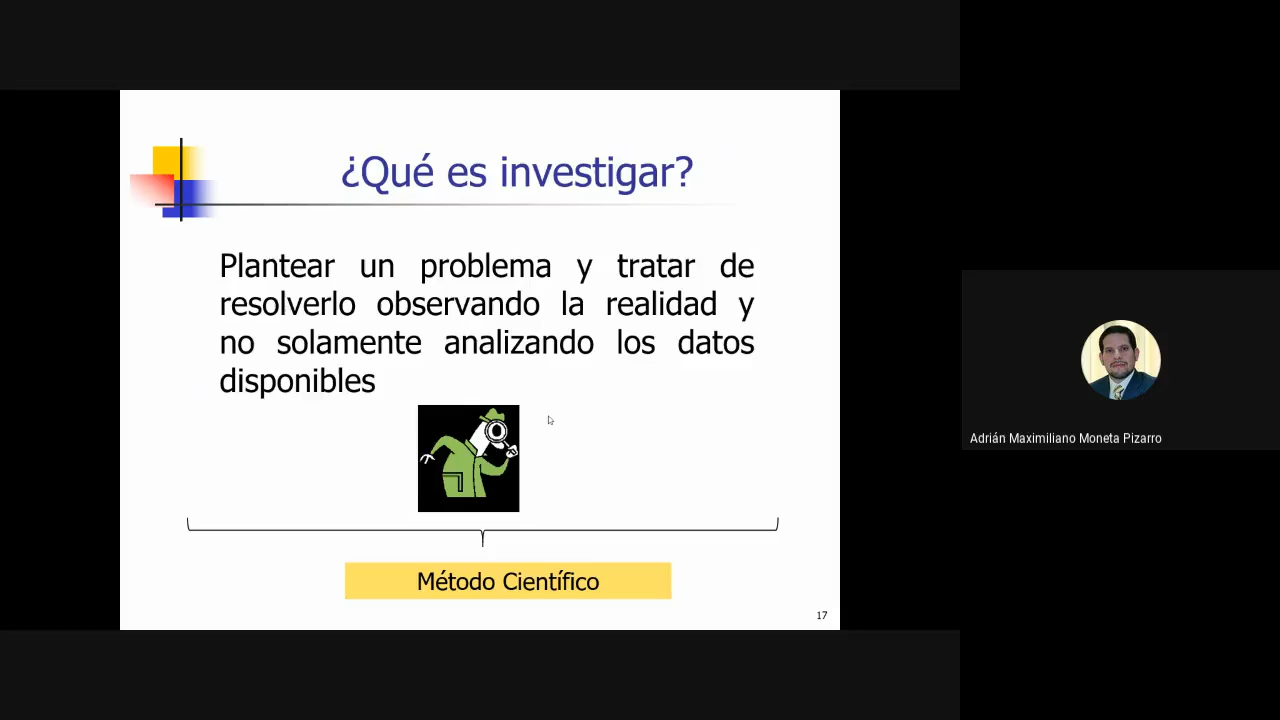 ¿Qué es investigar?
Plantear un problema y tratar de
resolverlo observando la realidad y
no solamente analizando los datos
disponibles
Método Científico
17
Adrián Maximiliano Moneta Pizarro